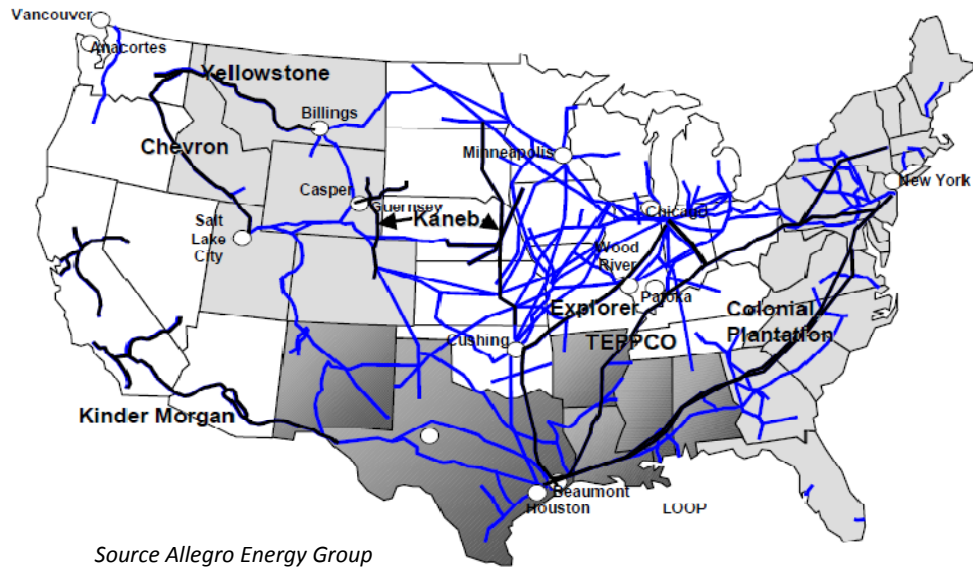 Vancouver
Anacortes
Yellowstone
Billings
Chevron
Minneapolis
Casper
Guernsey
Kaneb
New York
Chicago
Salt
Lake
City
Wood
River
Patoka
Explorer
Colonial
Plantation
TEPPCO
Cushing
Kinder Morgan
Beaumont
Houston
LOOP
Source Allegro Energy Group